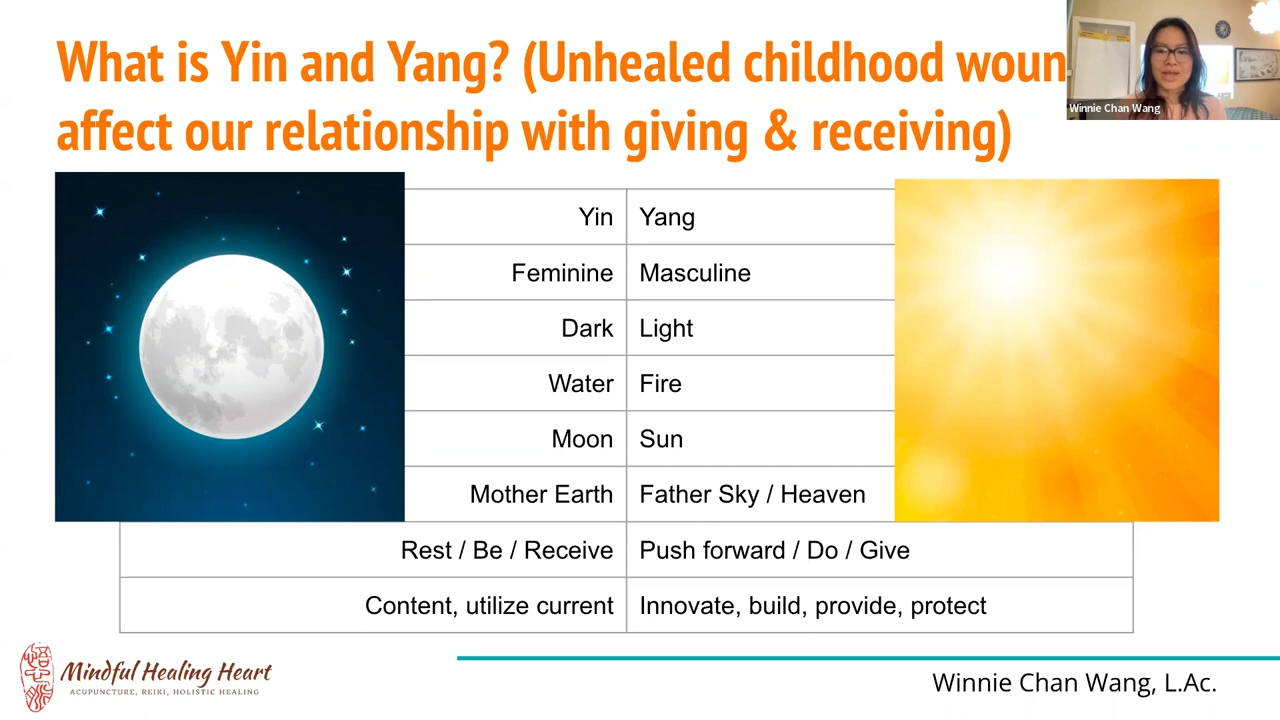 What is Yin and Yang? (Unhealed childhood woun
affect our relationship with giving & receiving)
Winnie Chan Wang
Yin Yang
Feminine Masculine
Dark Light
Water Fire
Moon Sun
Mother Earth Father Sky / Heaven
Rest / Be / Receive Push forward / Do / Give
Content, utilize current Innovate, build, provide, protect
Mindful Healing Heart
ACUPUNCTURE, REIKI, HOLISTIC HEALING
Winnie Chan Wang, L.Ac.